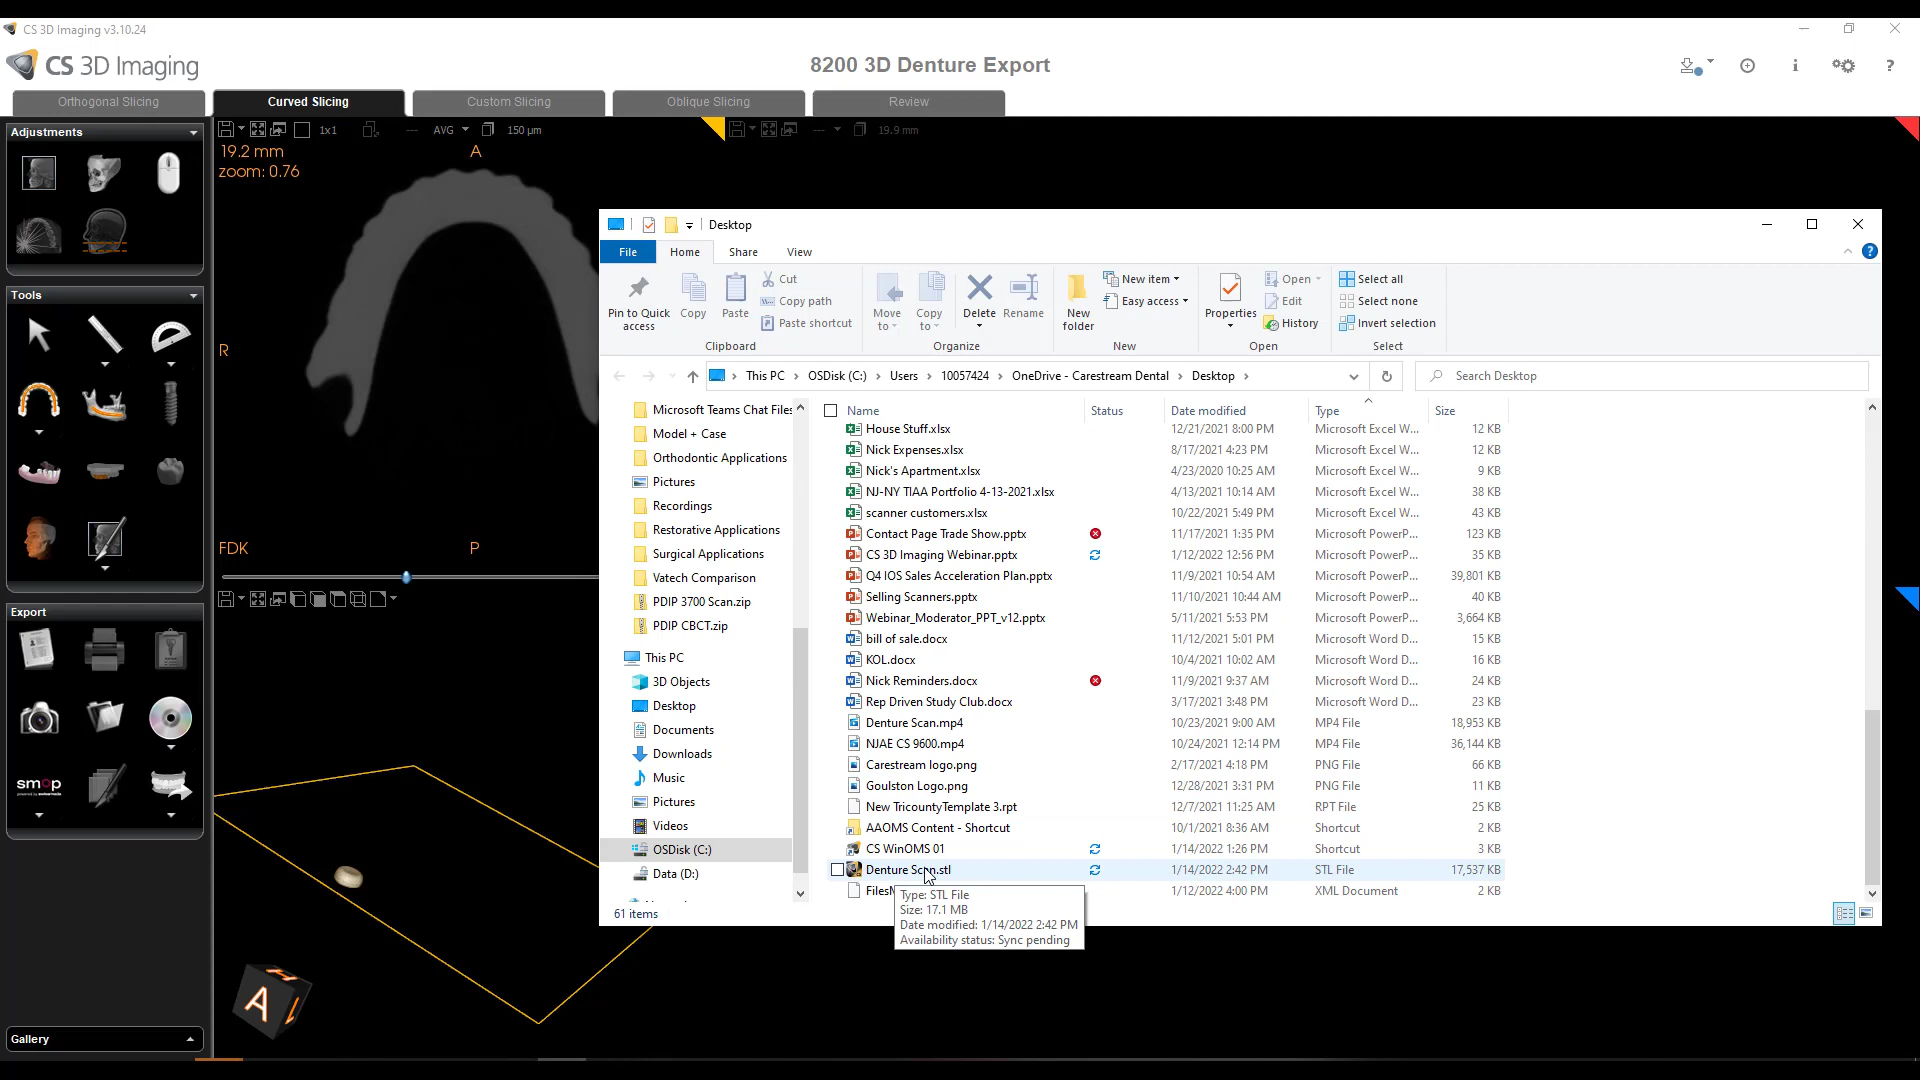 CS 3D Imaging v3.10.24
CS 3D Imaging
8200 3D Denture Export
Orthogonal Slicing
Curved Slicing
Custom Slicing
Oblique Slicing
Review
Adjustments
1x1
AVG
150 µm
19.9 mm
19.2 mm
zoom: 0.76
A
R
FDK
P
Tools
Export
smop
Gallery
A
H
L
Desktop
File
Home
Share
View
Pin to Quick access
Copy
Paste
Cut
Copy path
Paste shortcut
Clipboard
Move to
Copy to
Delete
Rename
Organize
New folder
New item
Easy access
New
Properties
Open
Edit
History
Open
Select all
Select none
Invert selection
Select
This PC > OSDisk (C:) > Users > 10057424 > OneDrive - Carestream Dental > Desktop >
Search Desktop
Microsoft Teams Chat Files
Model + Case
Orthodontic Applications
Pictures
Recordings
Restorative Applications
Surgical Applications
Vatech Comparison
PDIP 3700 Scan.zip
PDIP CBCT.zip
This PC
3D Objects
Desktop
Documents
Downloads
Music
Pictures
Videos
OSDisk (C:)
Data (D:)
Name Status Date modified Type Size
House Stuff.xlsx 12/21/2021 8:00 PM Microsoft Excel W... 12 KB
Nick Expenses.xlsx 8/17/2021 4:23 PM Microsoft Excel W... 12 KB
Nick's Apartment.xlsx 4/23/2020 10:25 AM Microsoft Excel W... 9 KB
NJ-NY TIAA Portfolio 4-13-2021.xlsx 4/13/2021 10:14 AM Microsoft Excel W... 38 KB
scanner customers.xlsx 10/22/2021 5:49 PM Microsoft Excel W... 43 KB
Contact Page Trade Show.pptx 11/17/2021 1:35 PM Microsoft PowerP... 123 KB
CS 3D Imaging Webinar.pptx 1/12/2022 12:56 PM Microsoft PowerP... 35 KB
Q4 IOS Sales Acceleration Plan.pptx 11/9/2021 10:54 AM Microsoft PowerP... 39,801 KB
Selling Scanners.pptx 11/10/2021 10:44 AM Microsoft PowerP... 40 KB
Webinar_Moderator_PPT_v12.pptx 5/11/2021 5:53 PM Microsoft PowerP... 3,664 KB
bill of sale.docx 11/12/2021 5:01 PM Microsoft Word D... 15 KB
KOL.docx 10/4/2021 10:02 AM Microsoft Word D... 16 KB
Nick Reminders.docx 11/9/2021 9:37 AM Microsoft Word D... 24 KB
Rep Driven Study Club.docx 3/17/2021 3:48 PM Microsoft Word D... 23 KB
Denture Scan.mp4 10/23/2021 9:00 AM MP4 File 18,953 KB
NJAE CS 9600.mp4 10/24/2021 12:14 PM MP4 File 36,144 KB
Carestream logo.png 2/17/2021 4:18 PM PNG File 66 KB
Goulston Logo.png 12/28/2021 3:31 PM PNG File 11 KB
New TricountyTemplate 3.rpt 12/7/2021 11:25 AM RPT File 25 KB
AAOMS Content - Shortcut 10/1/2021 8:36 AM Shortcut 2 KB
CS WinOMS 01 1/14/2022 1:26 PM Shortcut 3 KB
Denture Scan.stl 1/14/2022 2:42 PM STL File 17,537 KB
1/12/2022 4:00 PM XML Document 2 KB
Type: STL File
Size: 17.1 MB
Date modified: 1/14/2022 2:42 PM
Availability status: Sync pending
61 items